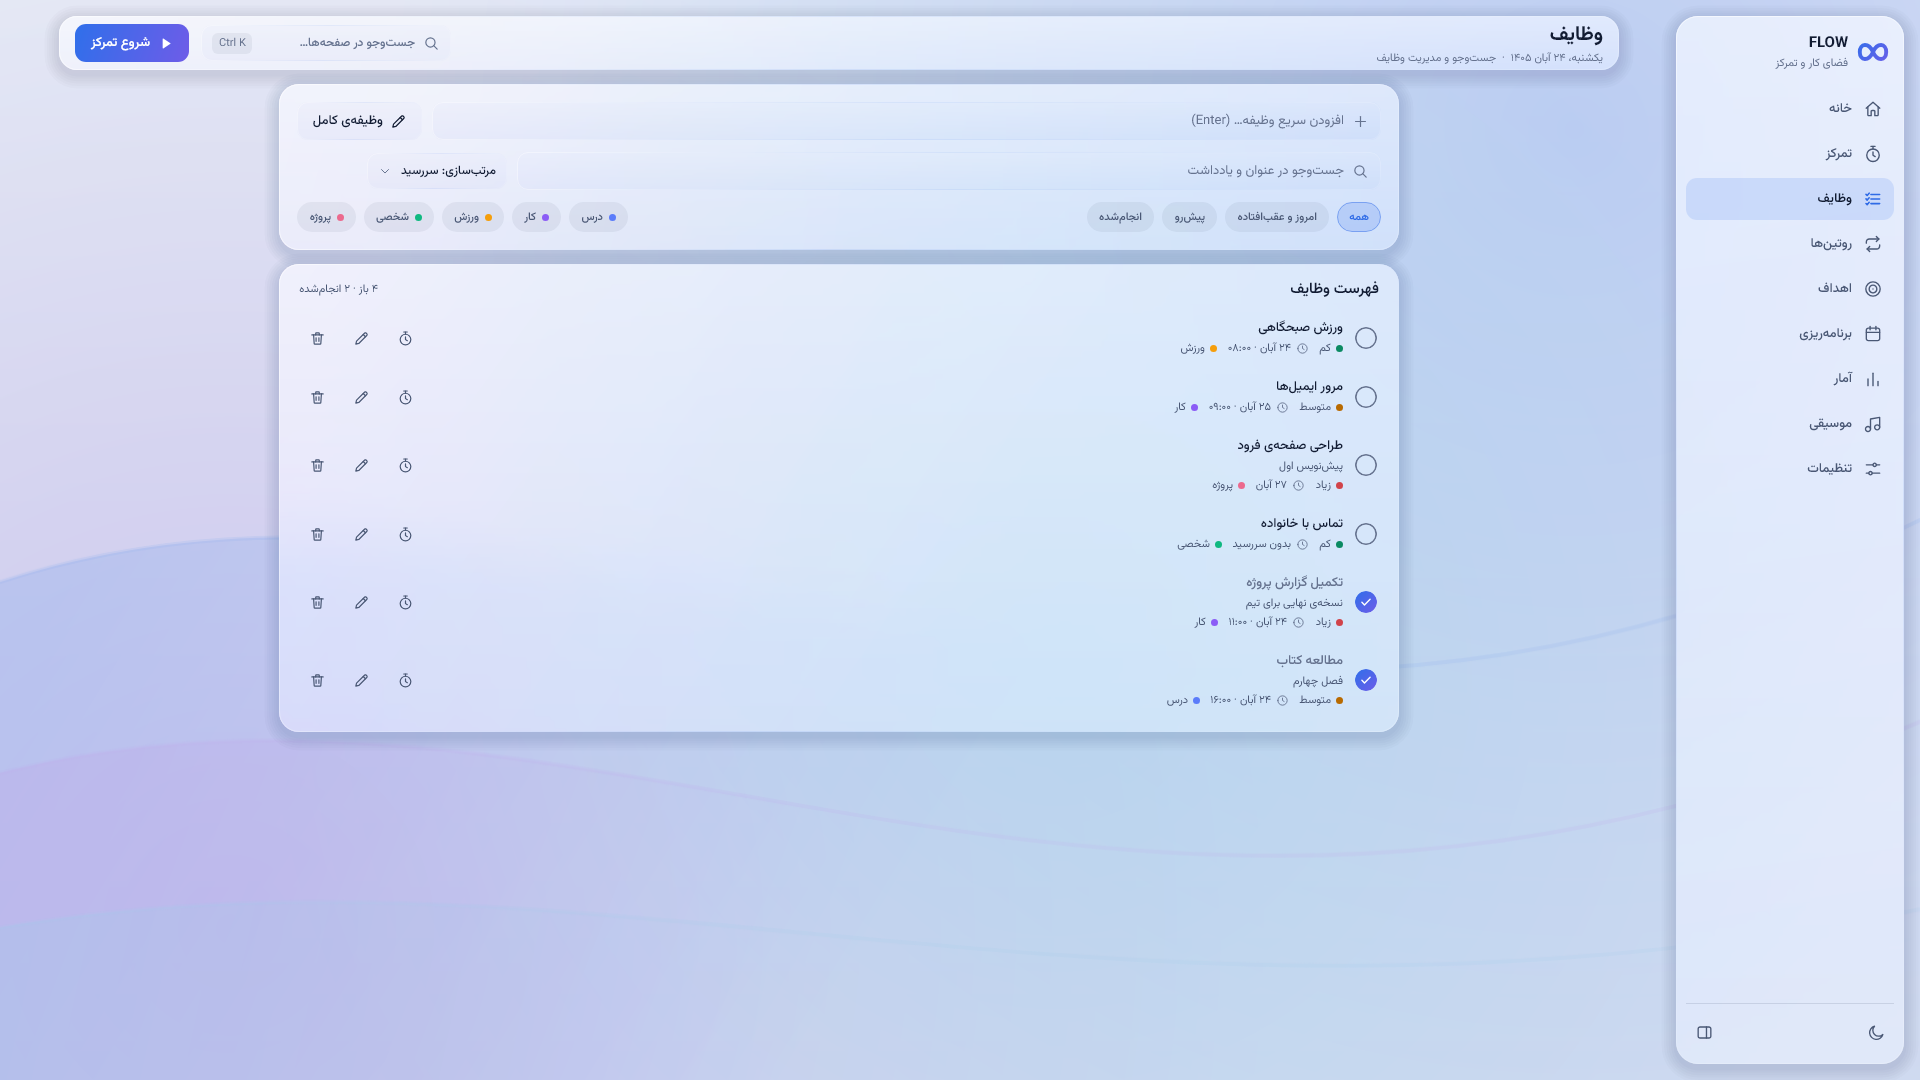 FLOW
فضای کار و تمرکز
خانه
تمرکز
وظایف
روتین‌ها
اهداف
برنامه‌ریزی
آمار
موسیقی
تنظیمات
وظایف
یکشنبه، ۲۴ آبان ۱۴۰۵ · جست‌وجو و مدیریت وظایف
جست‌وجو در صفحه‌ها… Ctrl K
شروع تمرکز
افزودن سریع وظیفه… (Enter)
وظیفه‌ی کامل
جست‌وجو در عنوان و یادداشت
مرتب‌سازی: سررسید
همه امروز و عقب‌افتاده پیش‌رو انجام‌شده
درس کار ورزش شخصی پروژه
فهرست وظایف
۴ باز · ۲ انجام‌شده
ورزش صبحگاهی
کم ۲۴ آبان · ۰۸:۰۰ ورزش
مرور ایمیل‌ها
متوسط ۲۵ آبان · ۰۹:۰۰ کار
طراحی صفحه‌ی فرود
پیش‌نویس اول
زیاد ۲۷ آبان پروژه
تماس با خانواده
کم بدون سررسید شخصی
تکمیل گزارش پروژه
نسخه‌ی نهایی برای تیم
زیاد ۲۴ آبان · ۱۱:۰۰ کار
مطالعه کتاب
فصل چهارم
متوسط ۲۴ آبان · ۱۶:۰۰ درس